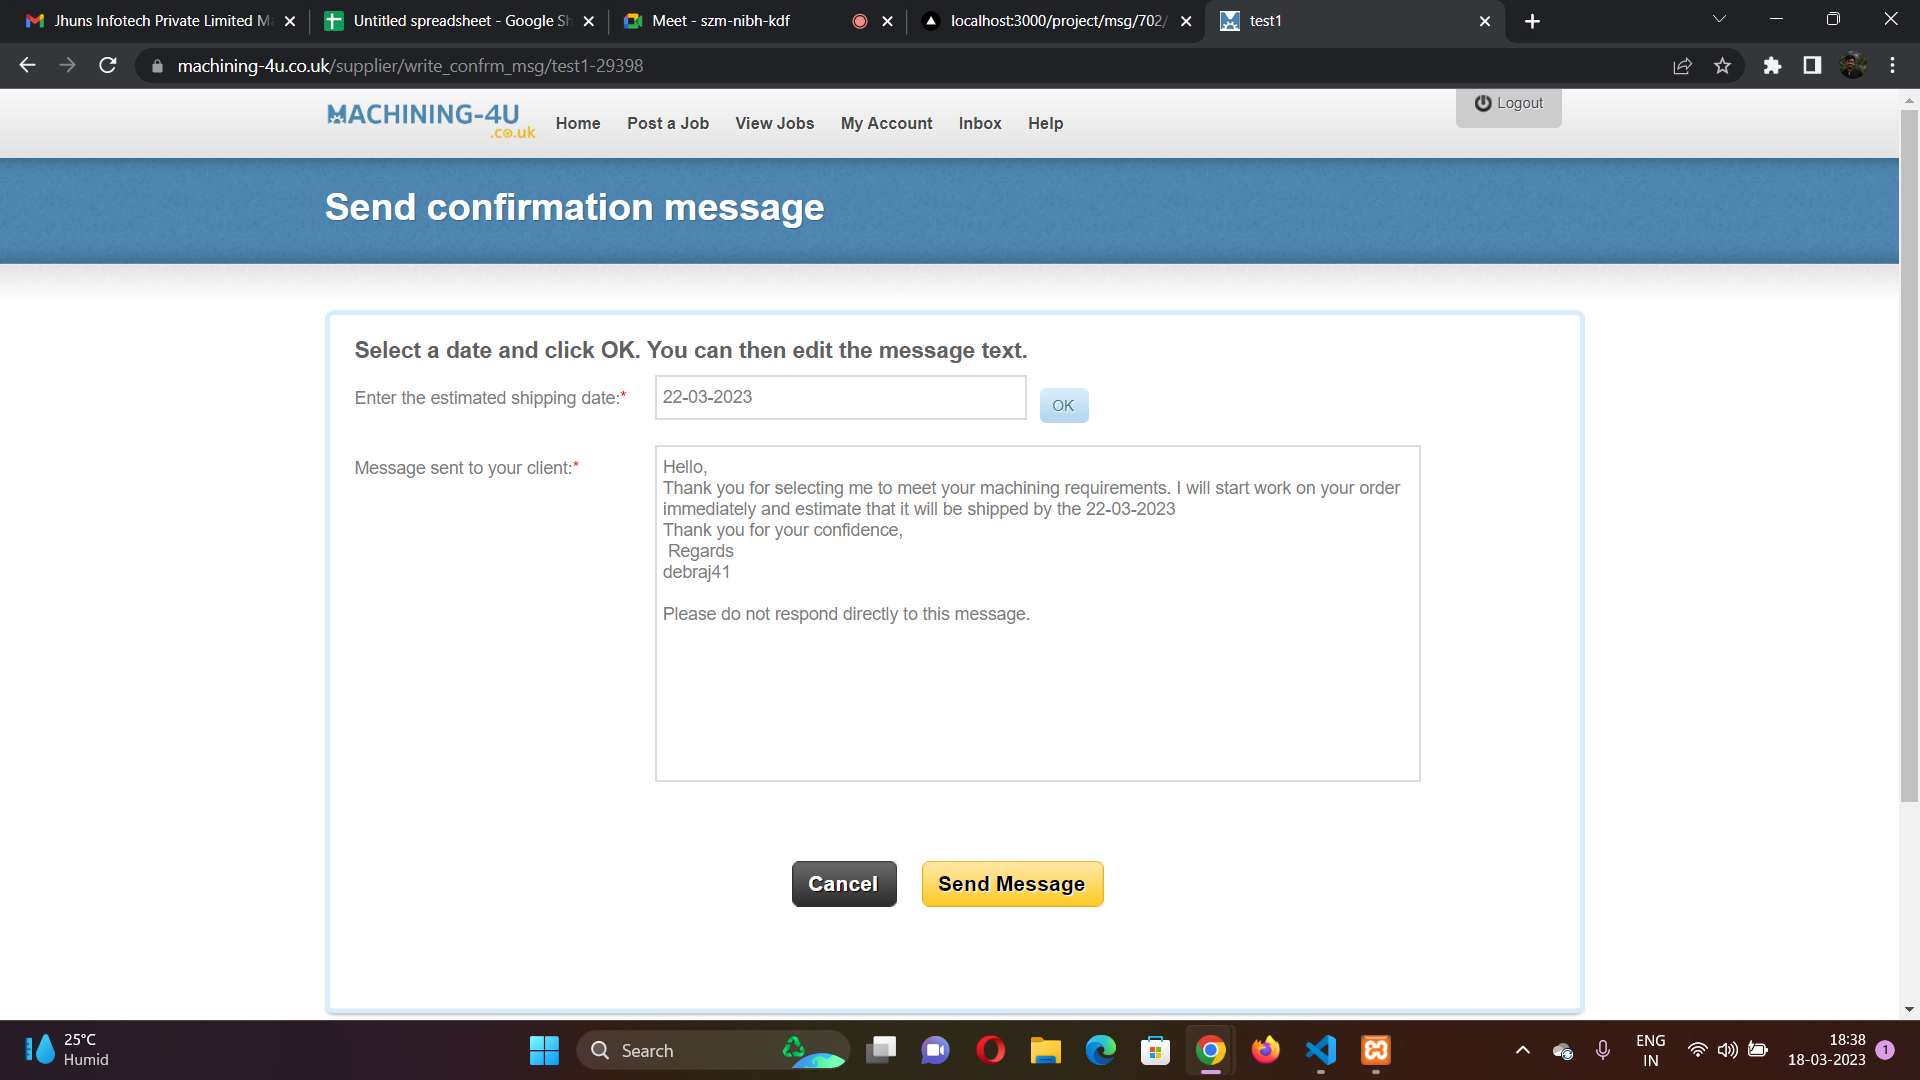 Jhuns Infotech Private Limited Ma
Untitled spreadsheet - Google Sh
Meet - szm-nibh-kdf
localhost:3000/project/msg/702/
test1
machining-4u.co.uk/supplier/write_confrm_msg/test1-29398
MACHINING-4U
.co.uk
Home
Post a Job
View Jobs
My Account
Inbox
Help
Logout
Send confirmation message
Select a date and click OK. You can then edit the message text.
Enter the estimated shipping date:*
22-03-2023
OK
Message sent to your client:*
Hello,
Thank you for selecting me to meet your machining requirements. I will start work on your order
immediately and estimate that it will be shipped by the 22-03-2023
Thank you for your confidence,
Regards
debraj41
Please do not respond directly to this message.
Cancel
Send Message
25°C
Humid
Search
ENG
IN
18:38
18-03-2023
1